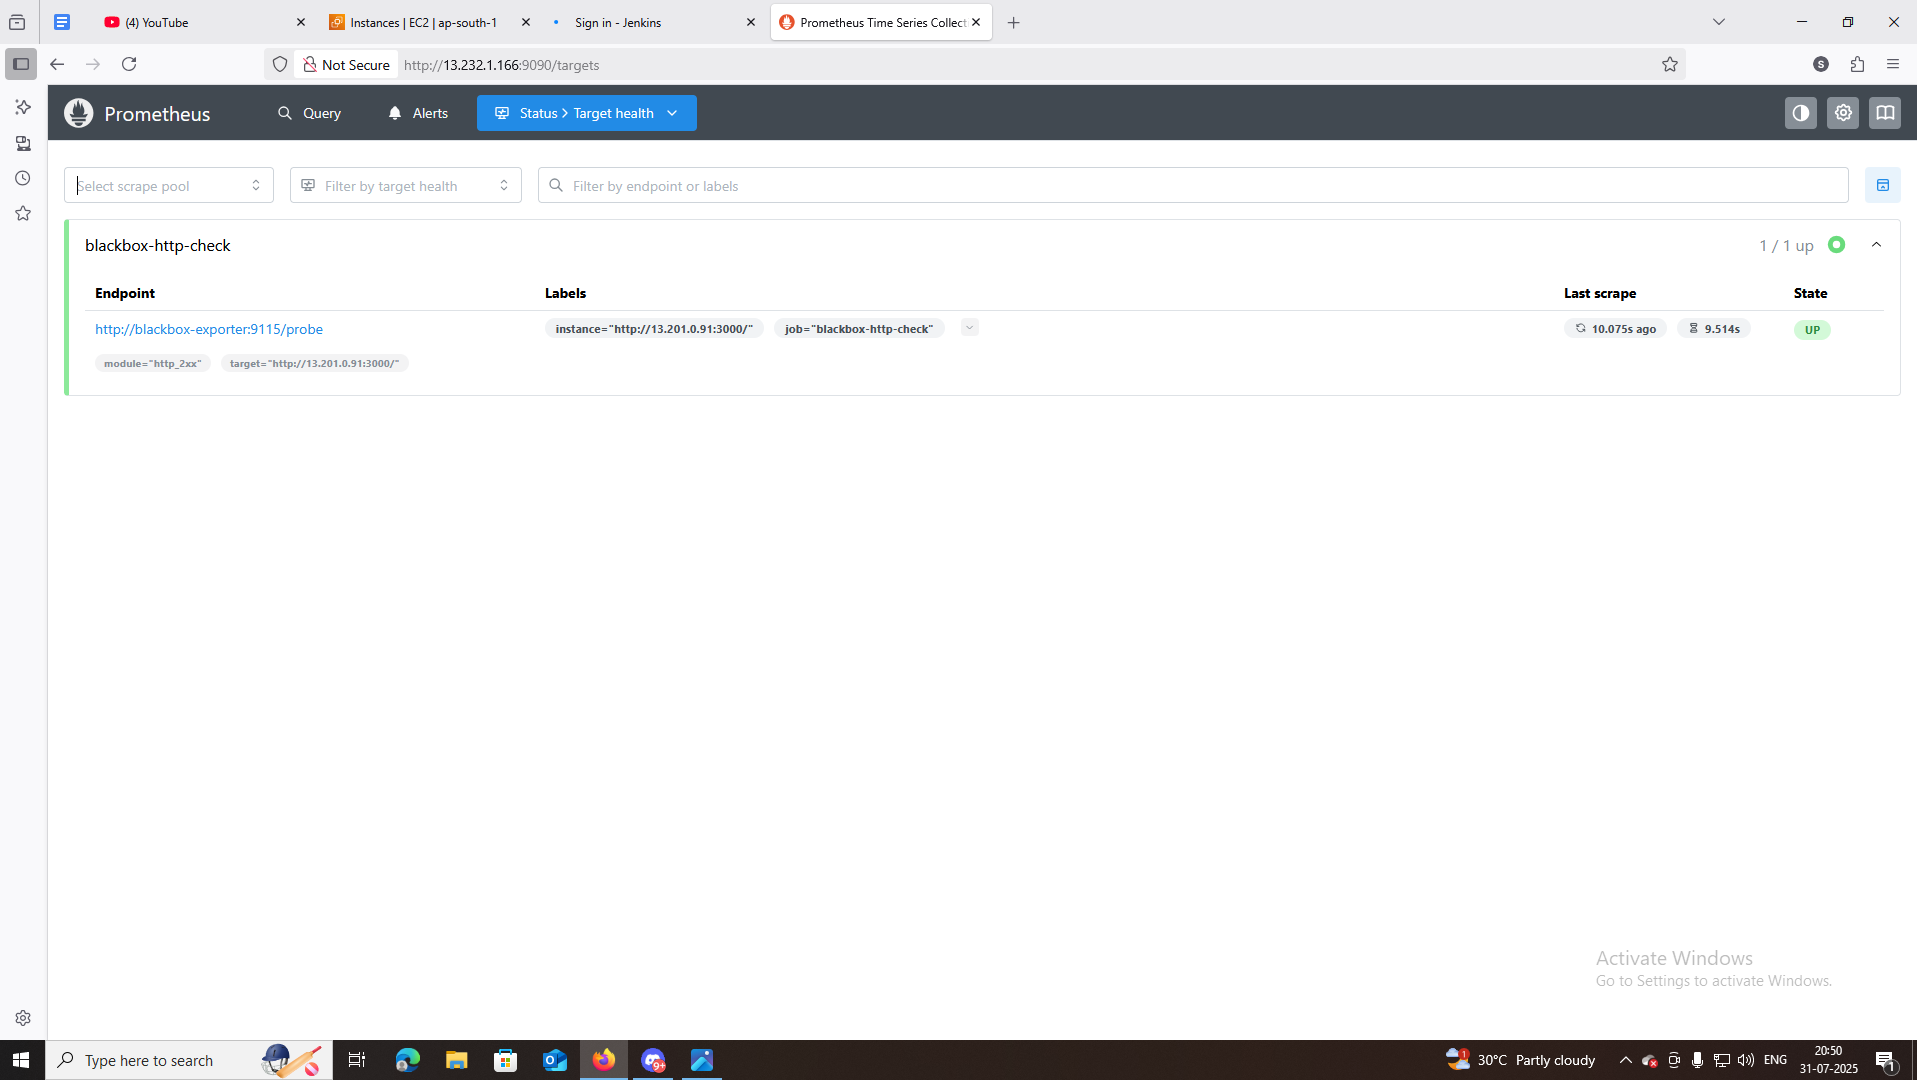 (4) YouTube
Instances | EC2 | ap-south-1
Sign in - Jenkins
Prometheus Time Series Collect
Not Secure
http://13.232.1.166:9090/targets
S
Prometheus
Query
Alerts
Status > Target health
Select scrape pool
Filter by target health
Filter by endpoint or labels
blackbox-http-check
1 / 1 up
Endpoint
Labels
Last scrape
State
http://blackbox-exporter:9115/probe
instance="http://13.201.0.91:3000/"
job="blackbox-http-check"
10.075s ago
9.514s
UP
module="http_2xx"
target="http://13.201.0.91:3000/"
Activate Windows
Go to Settings to activate Windows.
Type here to search
9+
1
30°C Partly cloudy
ENG
20:50
31-07-2025
1